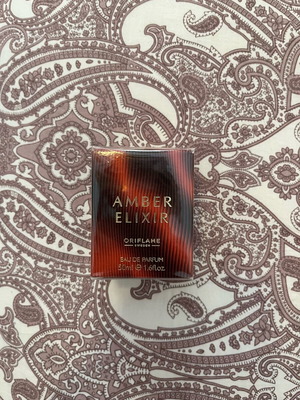 AMBER
ELIXIR
ORIFLAME
SWEDEN
EAU DE PARFUM
50ml ℮ 1.6fl.oz.